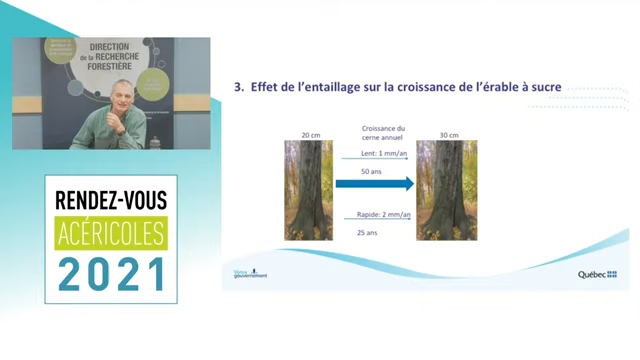 DIRECTION
de la RECHERCHE
FORESTIÈRE
RENDEZ-VOUS
ACÉRICOLES
2021
3. Effet de l’entaillage sur la croissance de l’érable à sucre
20 cm
Croissance du
cerne annuel
30 cm
Lent: 1 mm/an
50 ans
Rapide: 2 mm/an
25 ans
Votre
gouvernement
Québec